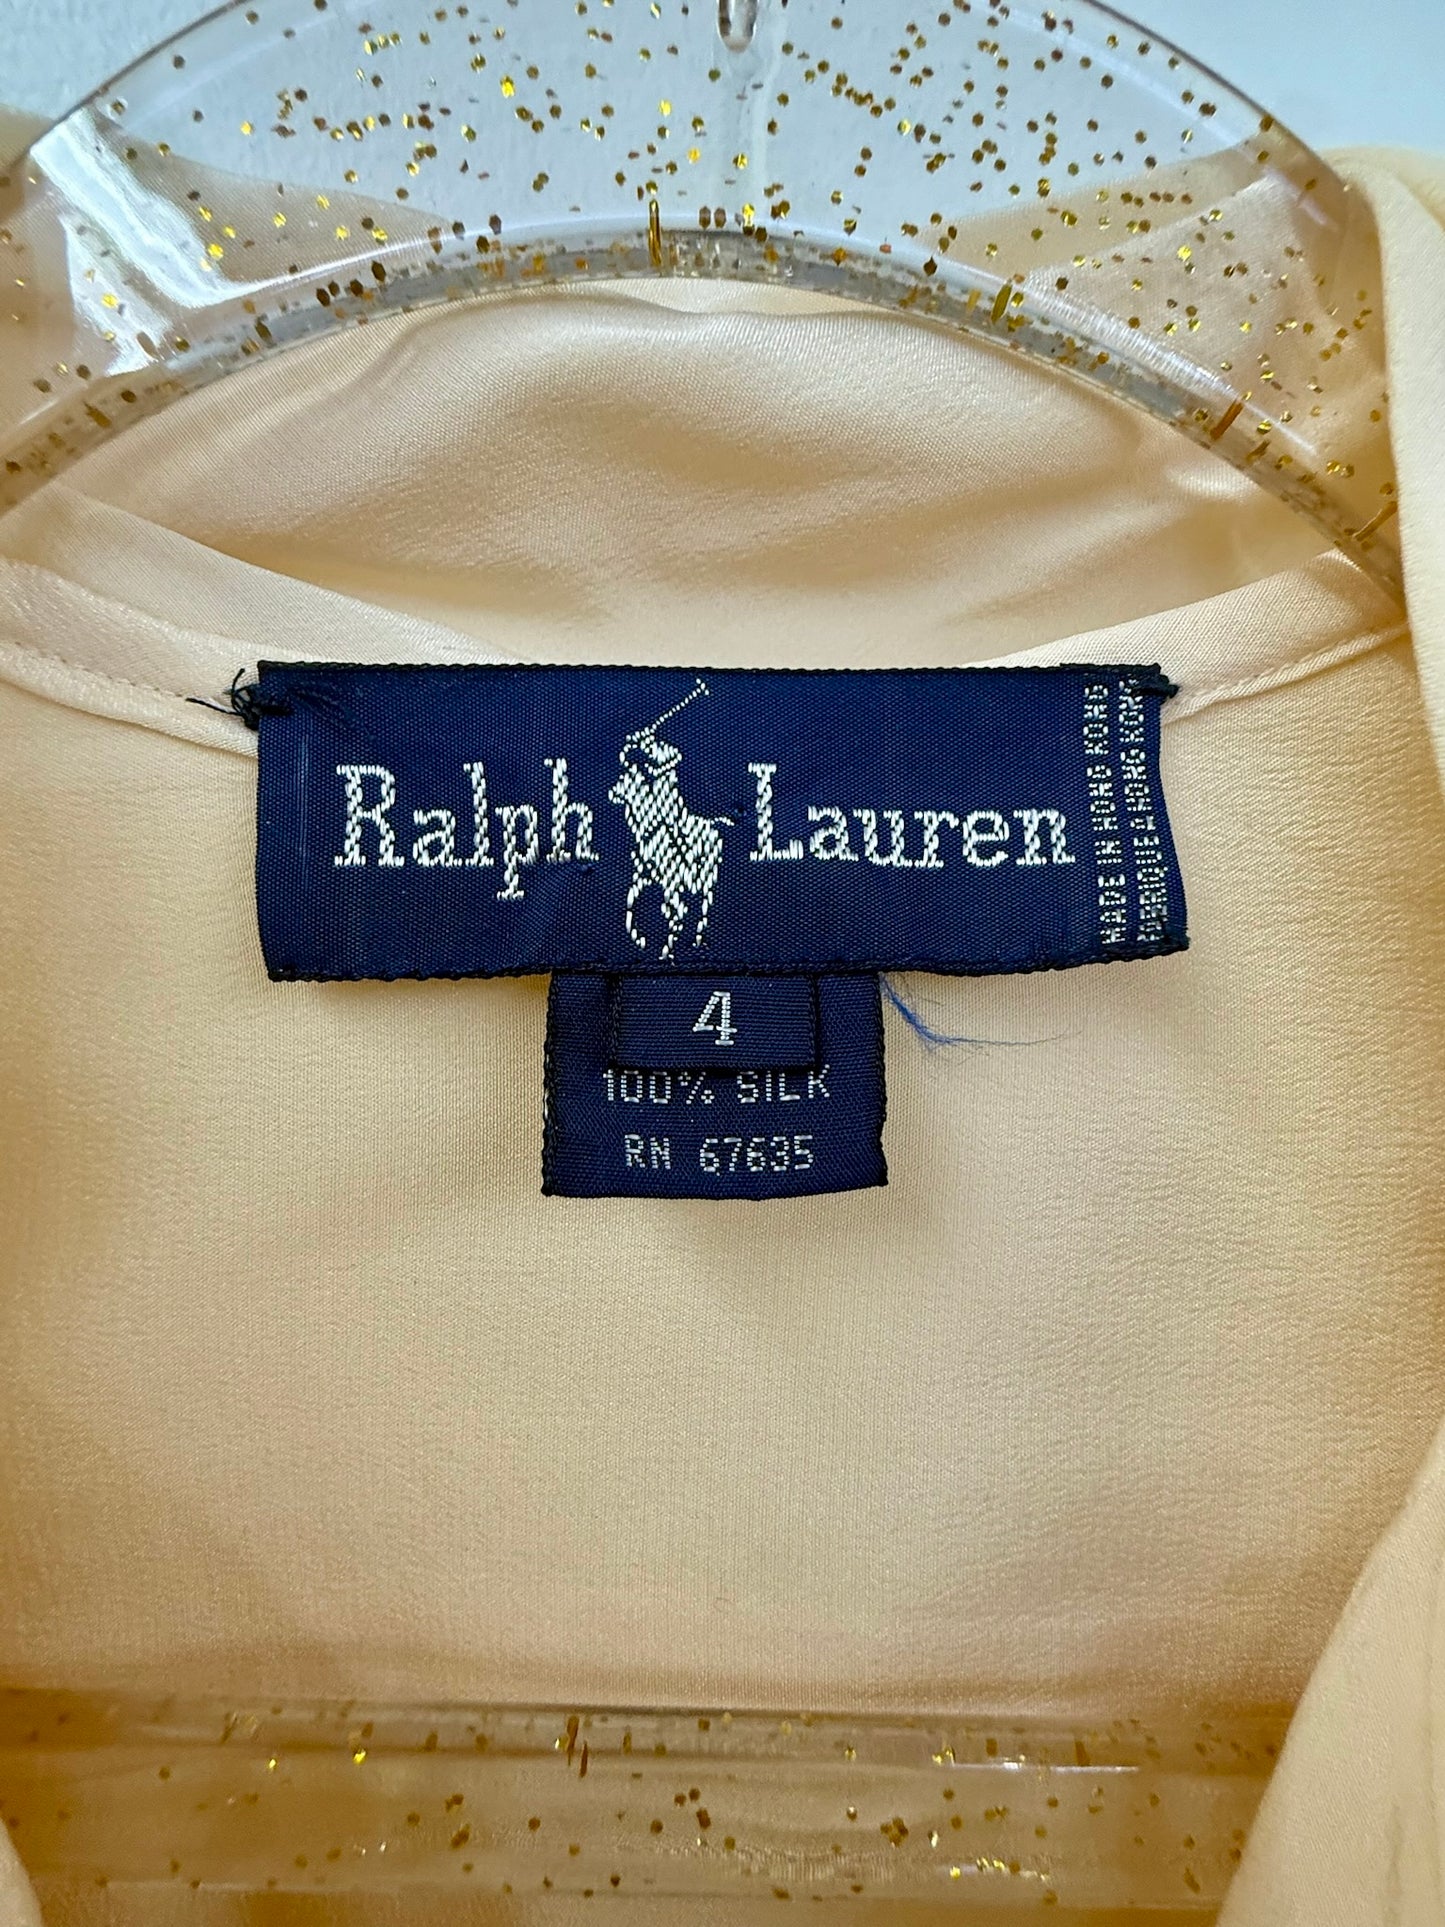 Ralph Lauren
MADE IN HONG KONG
FABRIQUE A HONG KONG
4
100% SILK
RN 67635